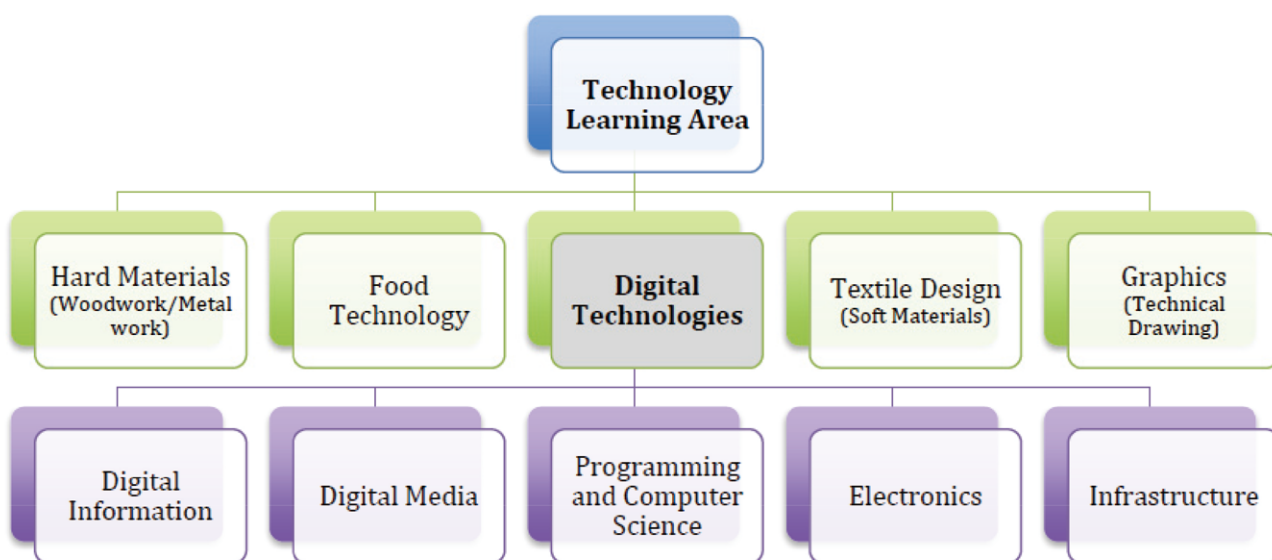 Technology
Learning Area
Hard Materials
(Woodwork/Metal
work)
Food
Technology
Digital
Technologies
Textile Design
(Soft Materials)
Graphics
(Technical
Drawing)
Digital
Information
Digital Media
Programming
and Computer
Science
Electronics
Infrastructure